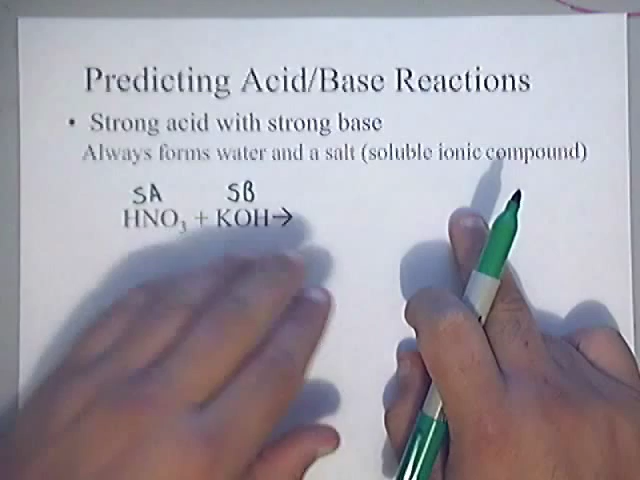 Predicting Acid/Base Reactions
• Strong acid with strong base
Always forms water and a salt (soluble ionic compound)
SA SB
HNO₃ + KOH→